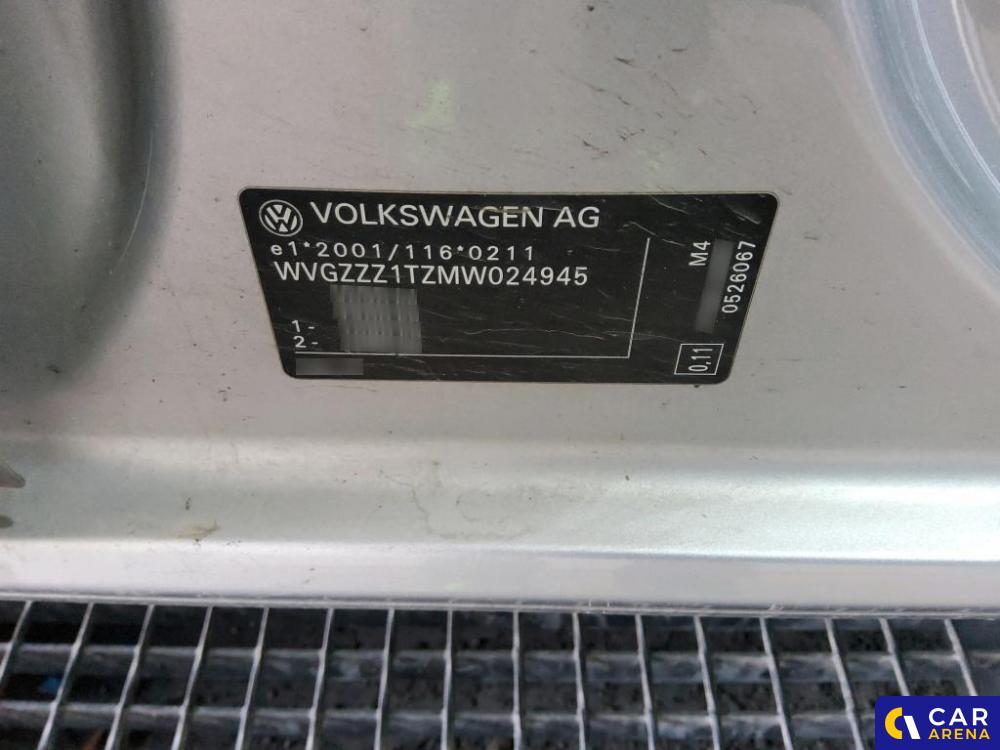 VOLKSWAGEN AG
e1*2001/116*0211
WVGZZZ1TZMW024945
1-
2-
M4
0526067
0,11
CAR
ARENA